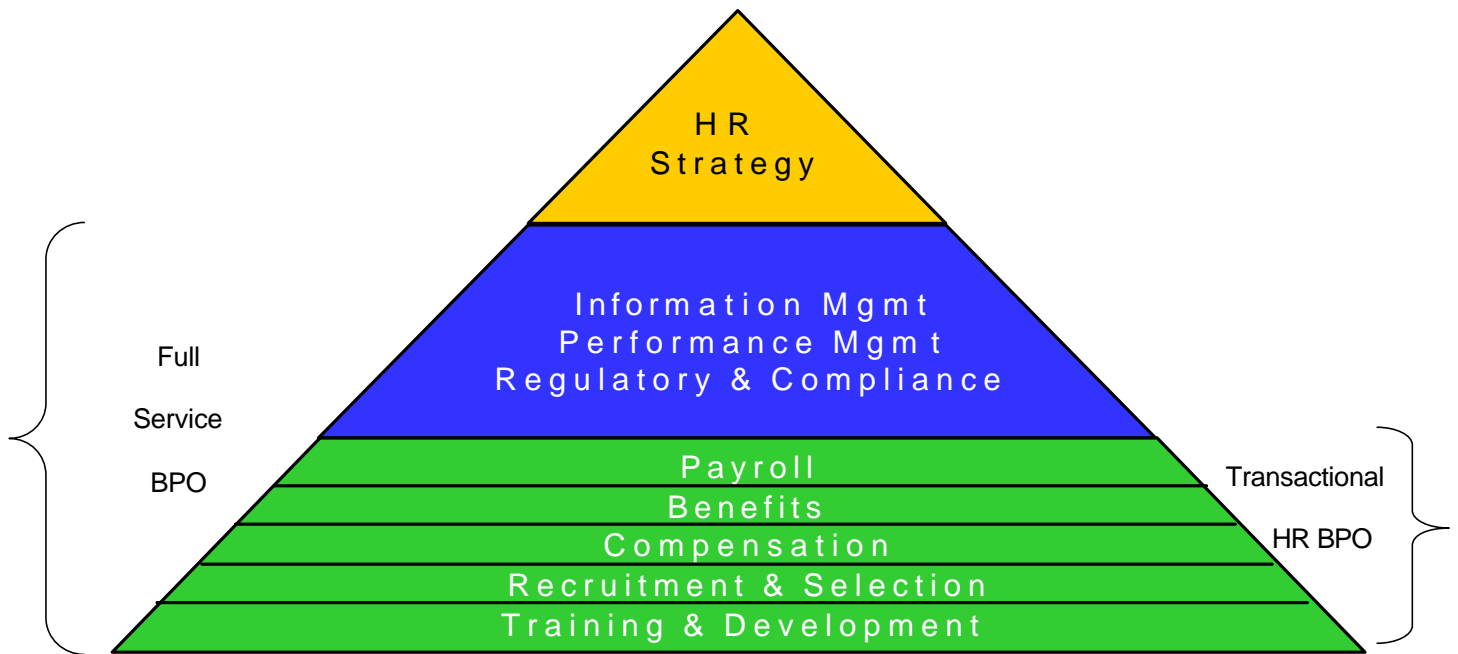 HR
Strategy
Information Mgmt
Performance Mgmt
Regulatory & Compliance
Full
Service
BPO
Payroll
Benefits
Compensation
Recruitment & Selection
Training & Development
Transactional
HR BPO